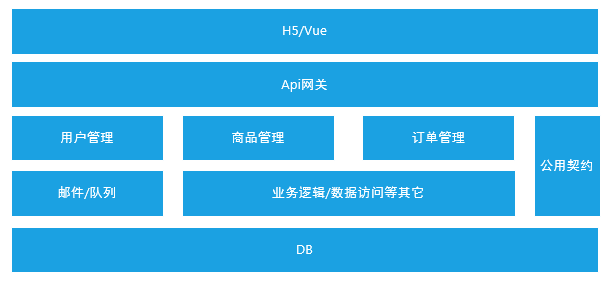 H5/Vue
Api网关
用户管理
商品管理
订单管理
公用契约
邮件/队列
业务逻辑/数据访问等其它
DB